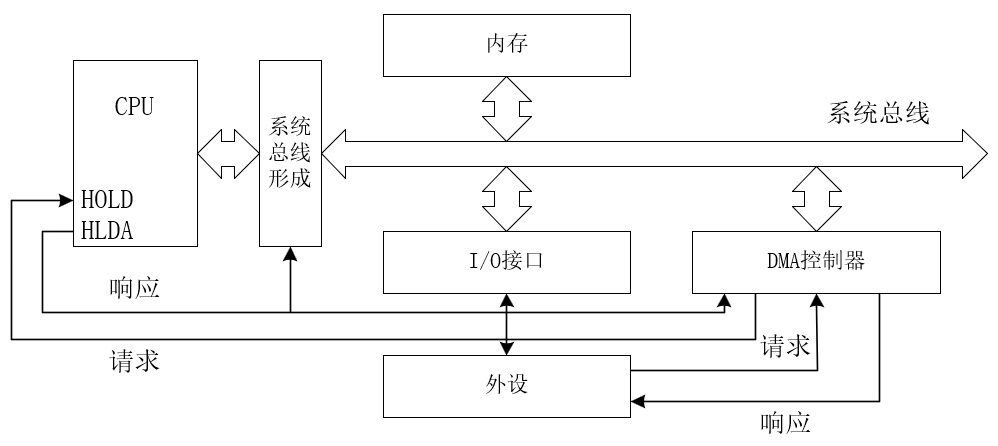 内存
CPU
系统
总线
形成
系统总线
HOLD
HLDA
I/O接口
DMA控制器
响应
请求
请求
外设
响应